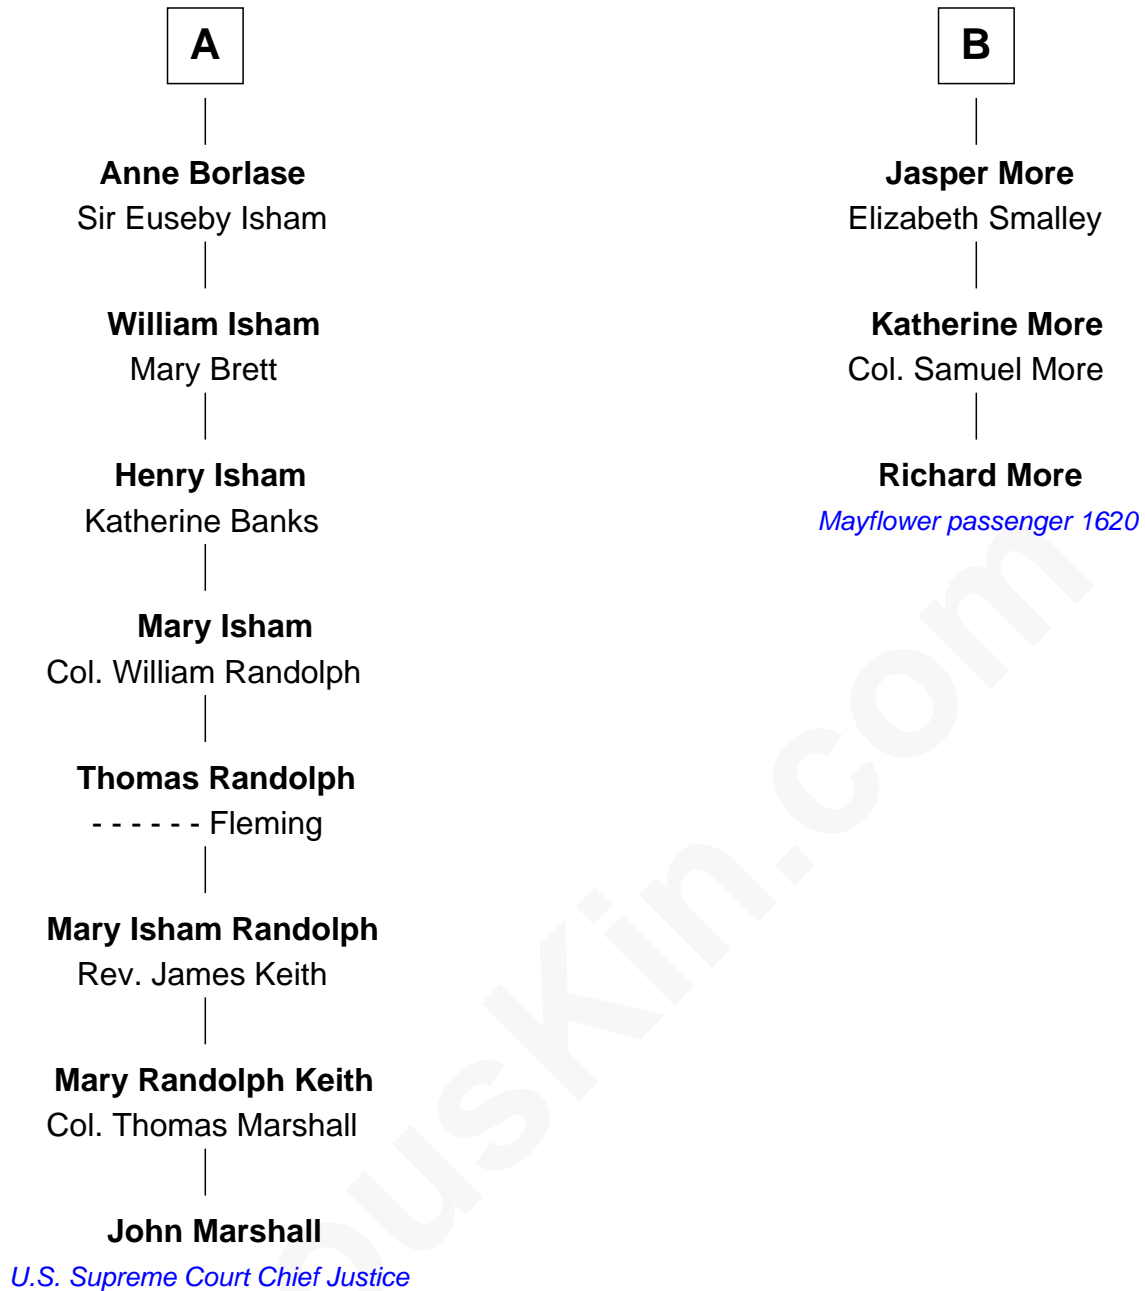 A
Anne Borlase
Sir Euseby Isham
William Isham
Mary Brett
Henry Isham
Katherine Banks
Mary Isham
Col. William Randolph
Thomas Randolph
- - - - - - Fleming
Mary Isham Randolph
Rev. James Keith
Mary Randolph Keith
Col. Thomas Marshall
John Marshall
U.S. Supreme Court Chief Justice
B
Jasper More
Elizabeth Smalley
Katherine More
Col. Samuel More
Richard More
Mayflower passenger 1620
ousKin.com